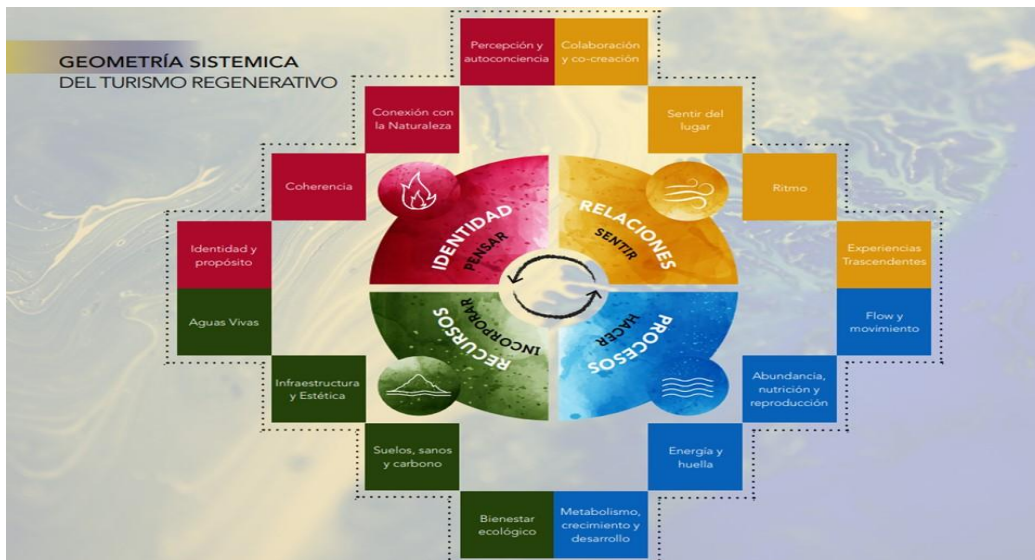 GEOMETRÍA SISTEMICA
DEL TURISMO REGENERATIVO
Percepción y
autoconciencia
Colaboración
y co-creación
Conexión con
la Naturaleza
Sentir del
lugar
Coherencia
Ritmo
Identidad y
propósito
Experiencias
Trascendentes
IDENTIDAD
PENSAR
RELACIONES
SENTIR
RECURSOS
INCORPORAR
PROCESOS
HACER
Aguas Vivas
Flow y
movimiento
Infraestructura
y Estética
Abundancia,
nutrición y
reproducción
Suelos, sanos
y carbono
Energía y
huella
Bienestar
ecológico
Metabolismo,
crecimiento y
desarrollo